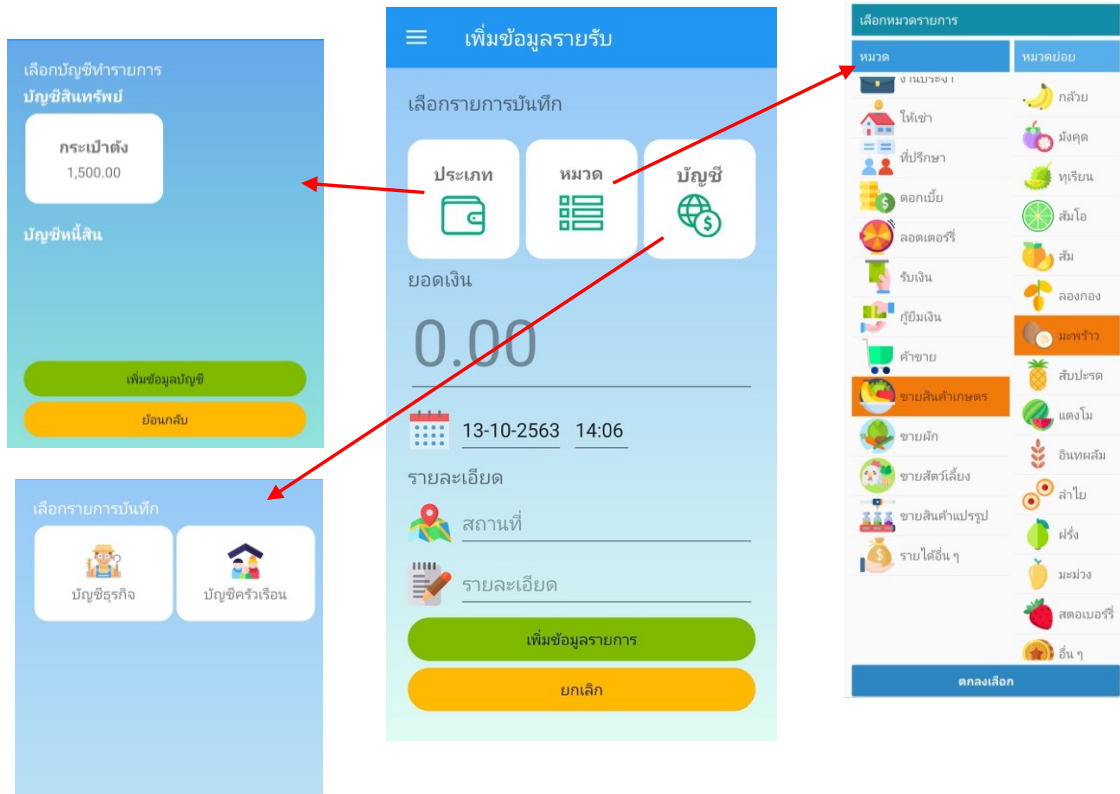 เลือกบัญชีทำรายการ
บัญชีสินทรัพย์
กระเป๋าตัง
1,500.00
บัญชีหนี้สิน
เพิ่มข้อมูลบัญชี
ย้อนกลับ
เลือกรายการบันทึก
บัญชีธุรกิจ
บัญชีครัวเรือน
เพิ่มข้อมูลรายรับ
เลือกรายการบันทึก
ประเภท
หมวด
บัญชี
ยอดเงิน
0.00
13-10-2563 14:06
รายละเอียด
สถานที่
รายละเอียด
เพิ่มข้อมูลรายการ
ยกเลิก
เลือกหมวดรายการ
หมวด
งานประจำ
ให้เช่า
ที่ปรึกษา
ดอกเบี้ย
ลอตเตอร์รี่
รับเงิน
กู้ยืมเงิน
ค้าขาย
ขายสินค้าเกษตร
ขายผัก
ขายสัตว์เลี้ยง
ขายสินค้าแปรรูป
รายได้อื่น ๆ
หมวดย่อย
กล้วย
มังคุด
ทุเรียน
ส้มโอ
ส้ม
ลองกอง
มะพร้าว
สับปะรด
แตงโม
อินทผลัม
ลำไย
ฝรั่ง
มะม่วง
สตอเบอร์รี่
อื่น ๆ
ตกลงเลือก